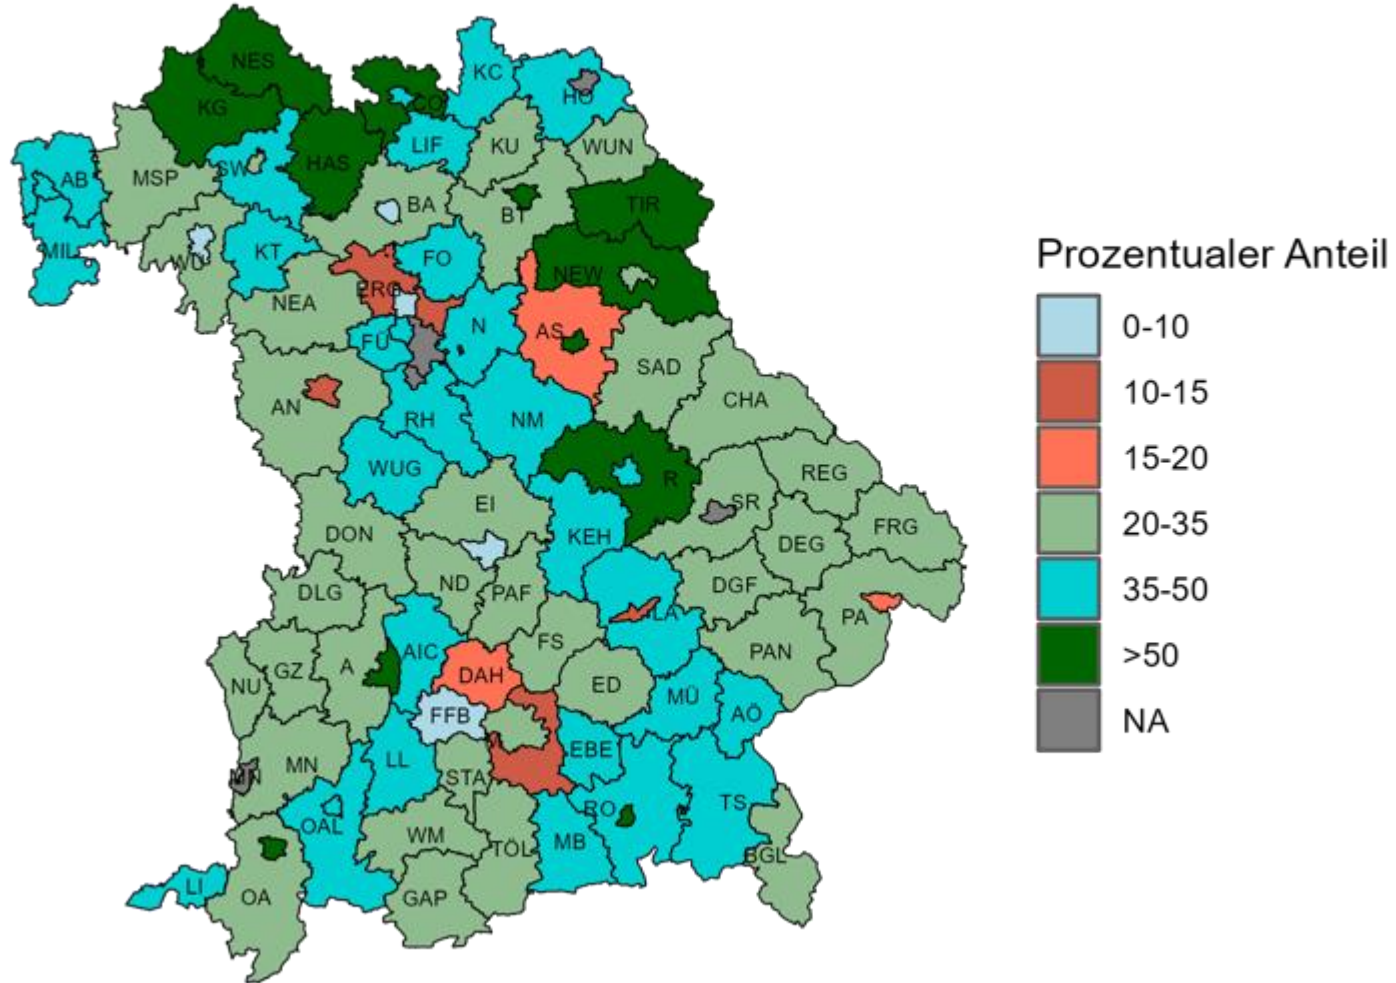 NES
KC
KG
CO
HO
HAS
LIF
KU
WUN
SW
AB
MSP
BA
BT
TIR
MIL
WÜ
KT
FO
NEW
NEA
ERH
N
AS
FÜ
SAD
AN
RH
NM
CHA
WUG
R
REG
EI
SR
FRG
DON
KEH
DEG
DLG
ND
PAF
DGF
LA
PA
FS
PAN
AIC
A
GZ
NU
DAH
ED
MÜ
AÖ
FFB
EBE
LL
MN
MN
STA
TS
RO
OAL
WM
TÖL
MB
BGL
LI
OA
GAP
Prozentualer Anteil
0-10
10-15
15-20
20-35
35-50
>50
NA